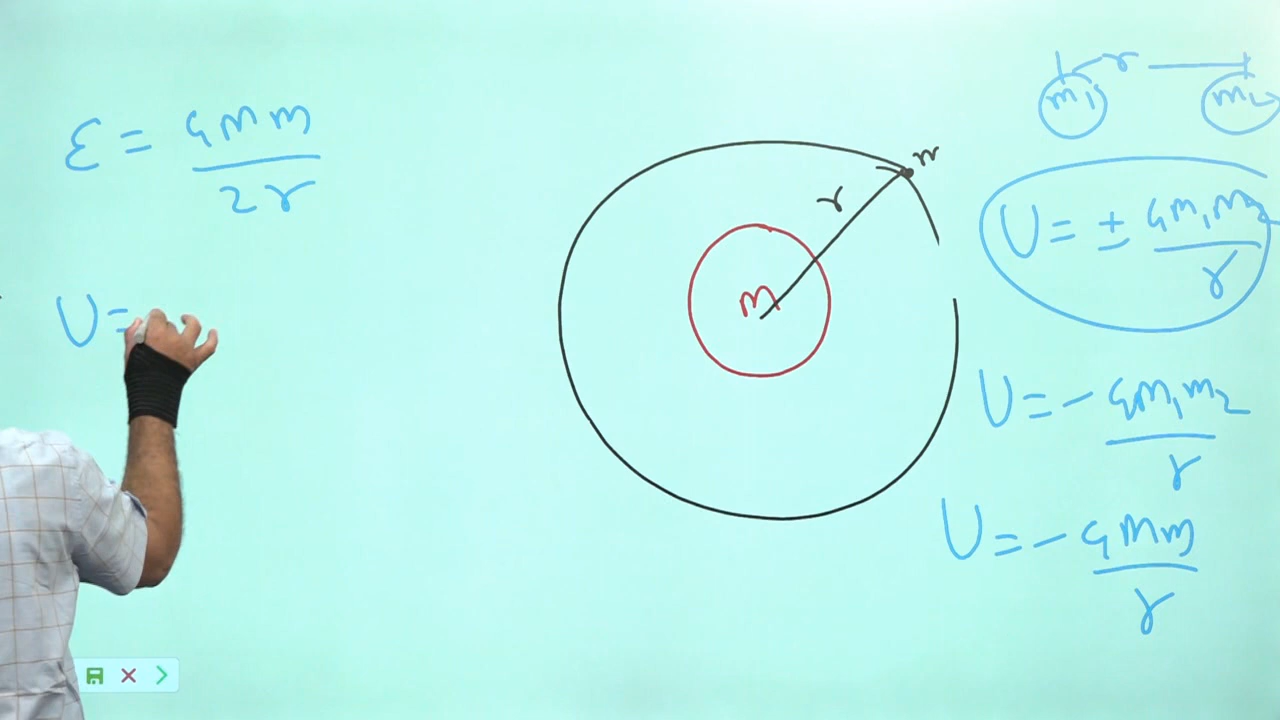 ε = GMm
2r
U =
M
r
m
m1 r m2
U = ± Gm1m2
r
U = - Gm1m2
r
U = - GMm
r